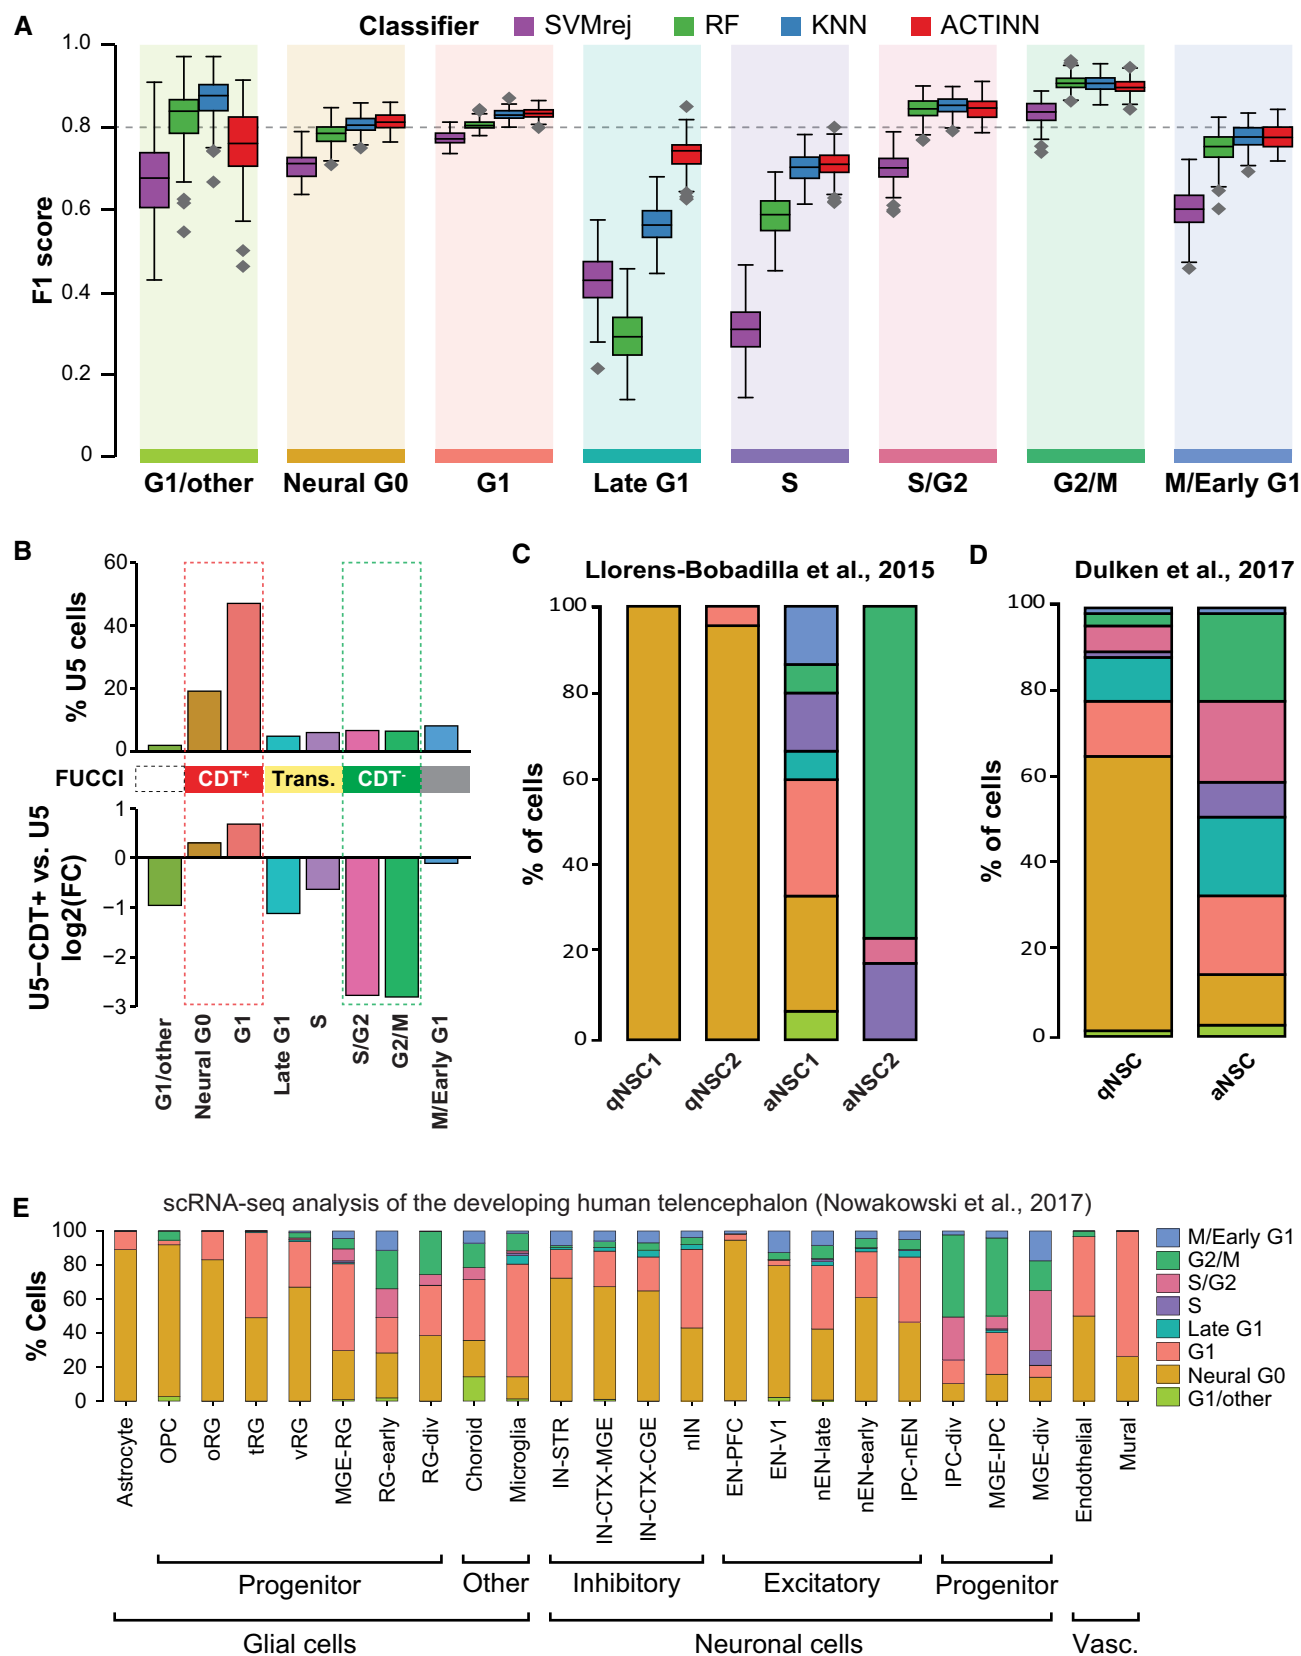 A
Classifier SVMrej RF KNN ACTINN
F1 score
1.0
0.8
0.6
0.4
0.2
0
G1/other Neural G0 G1 Late G1 S S/G2 G2/M M/Early G1
B
% U5 cells
60
40
20
0
FUCCI CDT+ Trans. CDT-
U5−CDT+ vs. U5
log2(FC)
1
0
−1
−2
−3
G1/other Neural G0 G1 Late G1 S S/G2 G2/M M/Early G1
C
Llorens-Bobadilla et al., 2015
% of cells
100
80
60
40
20
0
qNSC1 qNSC2 aNSC1 aNSC2
D
Dulken et al., 2017
% of cells
100
80
60
40
20
0
qNSC aNSC
E
scRNA-seq analysis of the developing human telencephalon (Nowakowski et al., 2017)
% Cells
100
80
60
40
20
0
M/Early G1
G2/M
S/G2
S
Late G1
G1
Neural G0
G1/other
Astrocyte OPC oRG tRG vRG MGE-RG RG-early RG-div Choroid Microglia IN-STR IN-CTX-MGE IN-CTX-CGE nIN EN-PFC EN-V1 nEN-late nEN-early IPC-nEN IPC-div MGE-IPC MGE-div Endothelial Mural
Progenitor Other Inhibitory Excitatory Progenitor
Glial cells Neuronal cells Vasc.